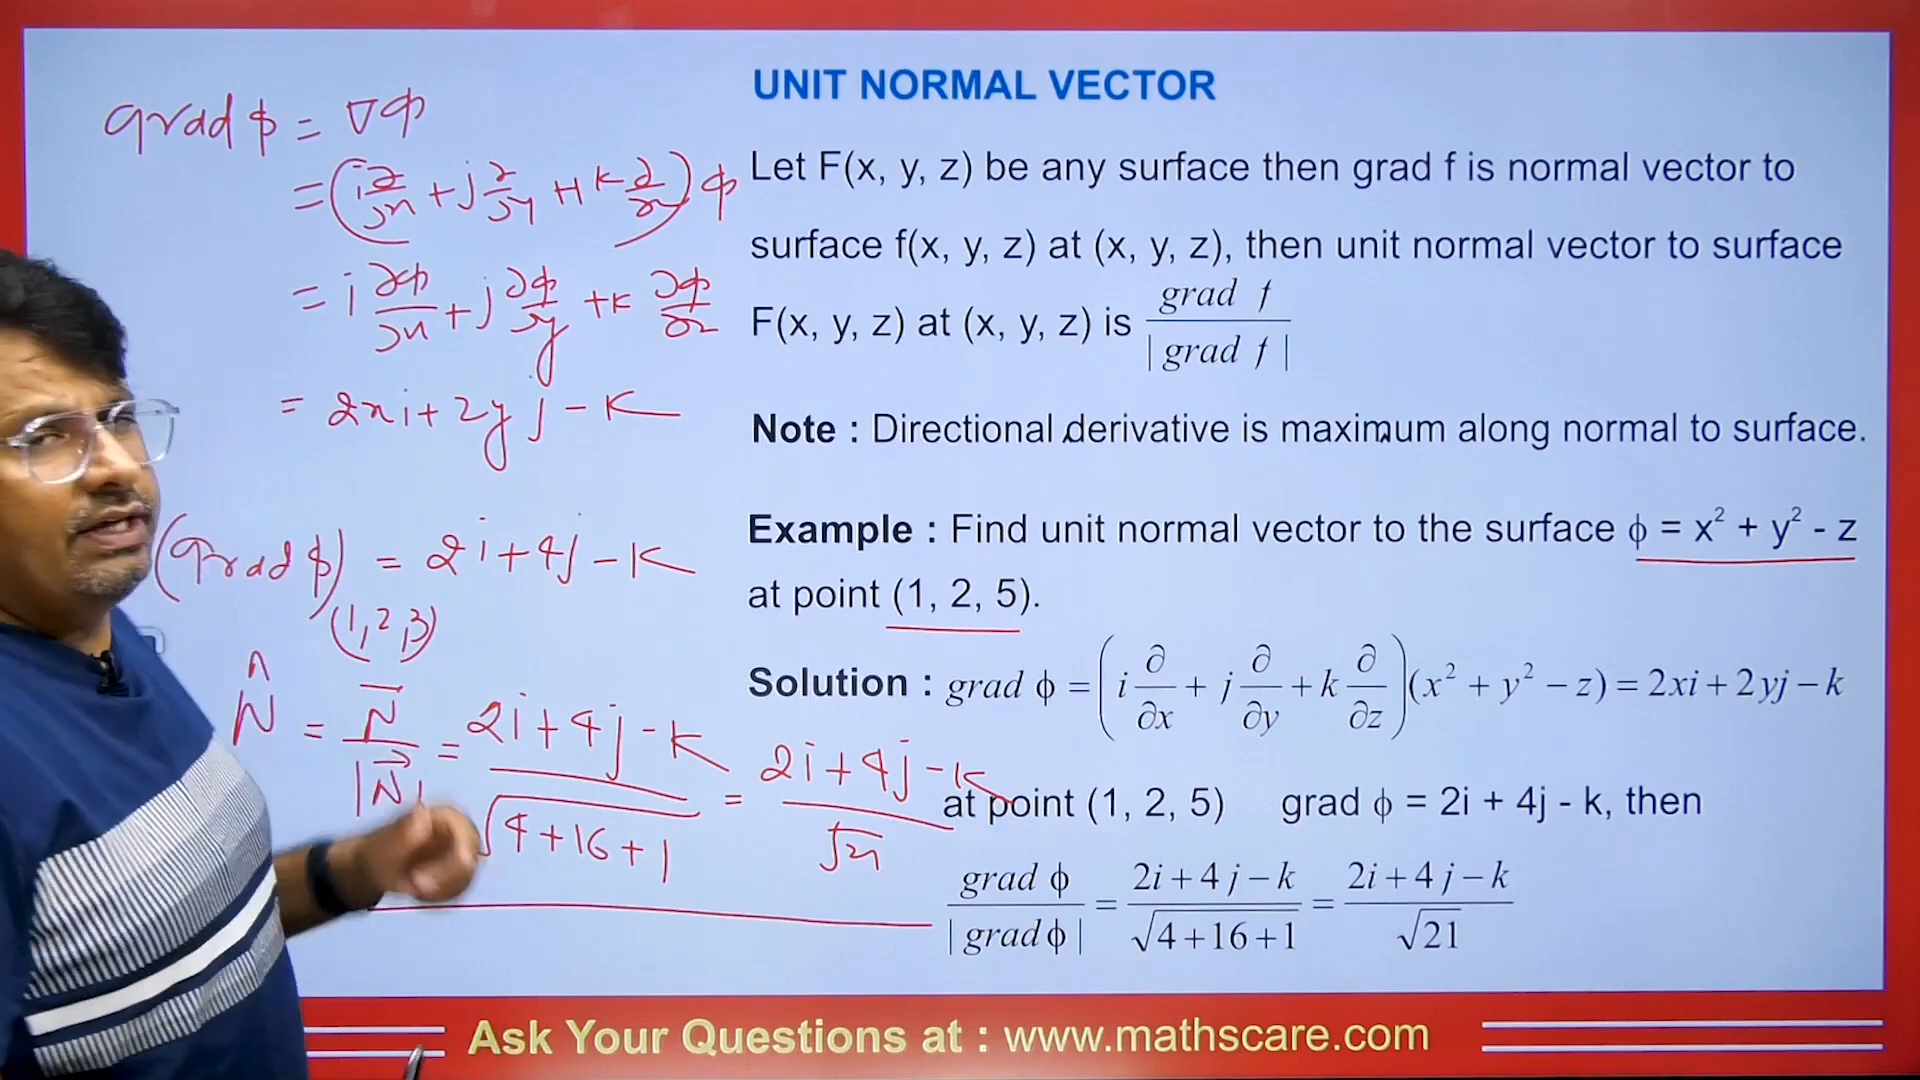 grad ϕ = ∇ϕ
= (i ∂/∂x + j ∂/∂y + k ∂/∂z) ϕ
= i ∂ϕ/∂x + j ∂ϕ/∂y + k ∂ϕ/∂z
= 2xi + 2yj - k
(grad ϕ)(1,2,3) = 2i + 4j - k
N̂ = N/|N| = 2i + 4j - k/√4+16+1 = 2i + 4j - k/√21
UNIT NORMAL VECTOR
Let F(x, y, z) be any surface then grad f is normal vector to
surface f(x, y, z) at (x, y, z), then unit normal vector to surface
F(x, y, z) at (x, y, z) is grad f/| grad f |
Note : Directional derivative is maximum along normal to surface.
Example : Find unit normal vector to the surface ϕ = x² + y² - z
at point (1, 2, 5).
Solution : grad ϕ = (i ∂/∂x + j ∂/∂y + k ∂/∂z)(x² + y² − z) = 2xi + 2yj − k
at point (1, 2, 5) grad ϕ = 2i + 4j - k, then
grad ϕ/| grad ϕ | = 2i + 4j − k/√4+16+1 = 2i + 4j − k/√21
Ask Your Questions at : www.mathscare.com